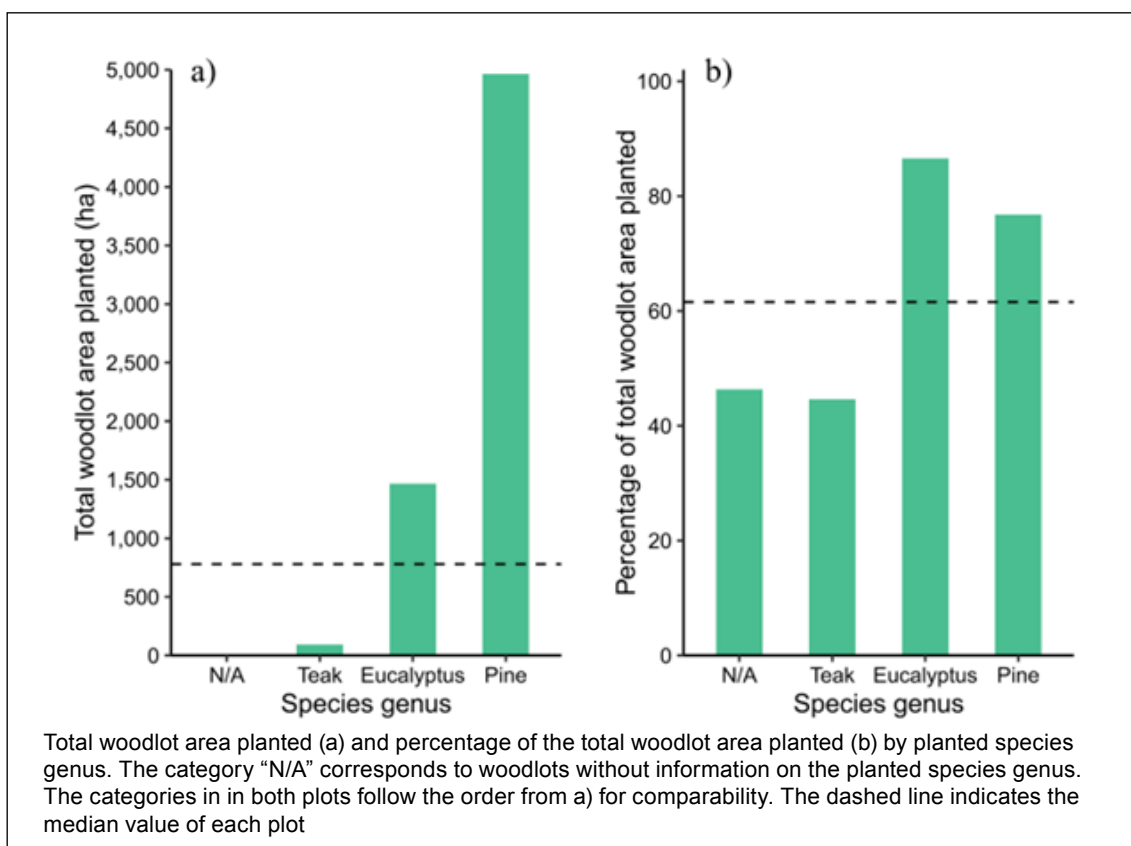 a)
5,000
4,500
4,000
3,500
3,000
2,500
2,000
1,500
1,000
500
0
Total woodlot area planted (ha)
N/A Teak Eucalyptus Pine
Species genus
b)
100
80
60
40
20
0
Percentage of total woodlot area planted
N/A Teak Eucalyptus Pine
Species genus
Total woodlot area planted (a) and percentage of the total woodlot area planted (b) by planted species
genus. The category “N/A” corresponds to woodlots without information on the planted species genus.
The categories in in both plots follow the order from a) for comparability. The dashed line indicates the
median value of each plot